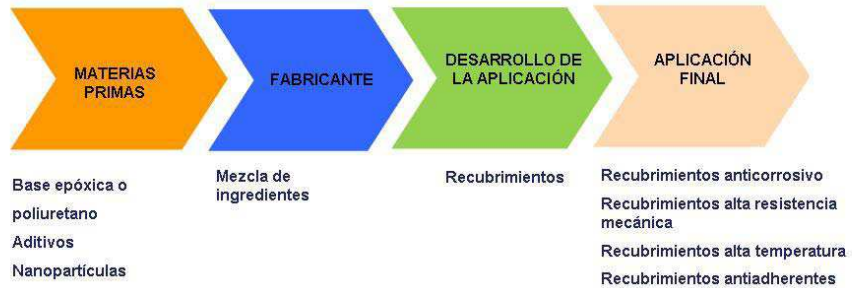 MATERIAS
PRIMAS
FABRICANTE
DESARROLLO DE
LA APLICACIÓN
APLICACIÓN
FINAL
Base epóxica o
poliuretano
Aditivos
Nanopartículas
Mezcla de
ingredientes
Recubrimientos
Recubrimientos anticorrosivo
Recubrimientos alta resistencia
mecánica
Recubrimientos alta temperatura
Recubrimientos antiadherentes